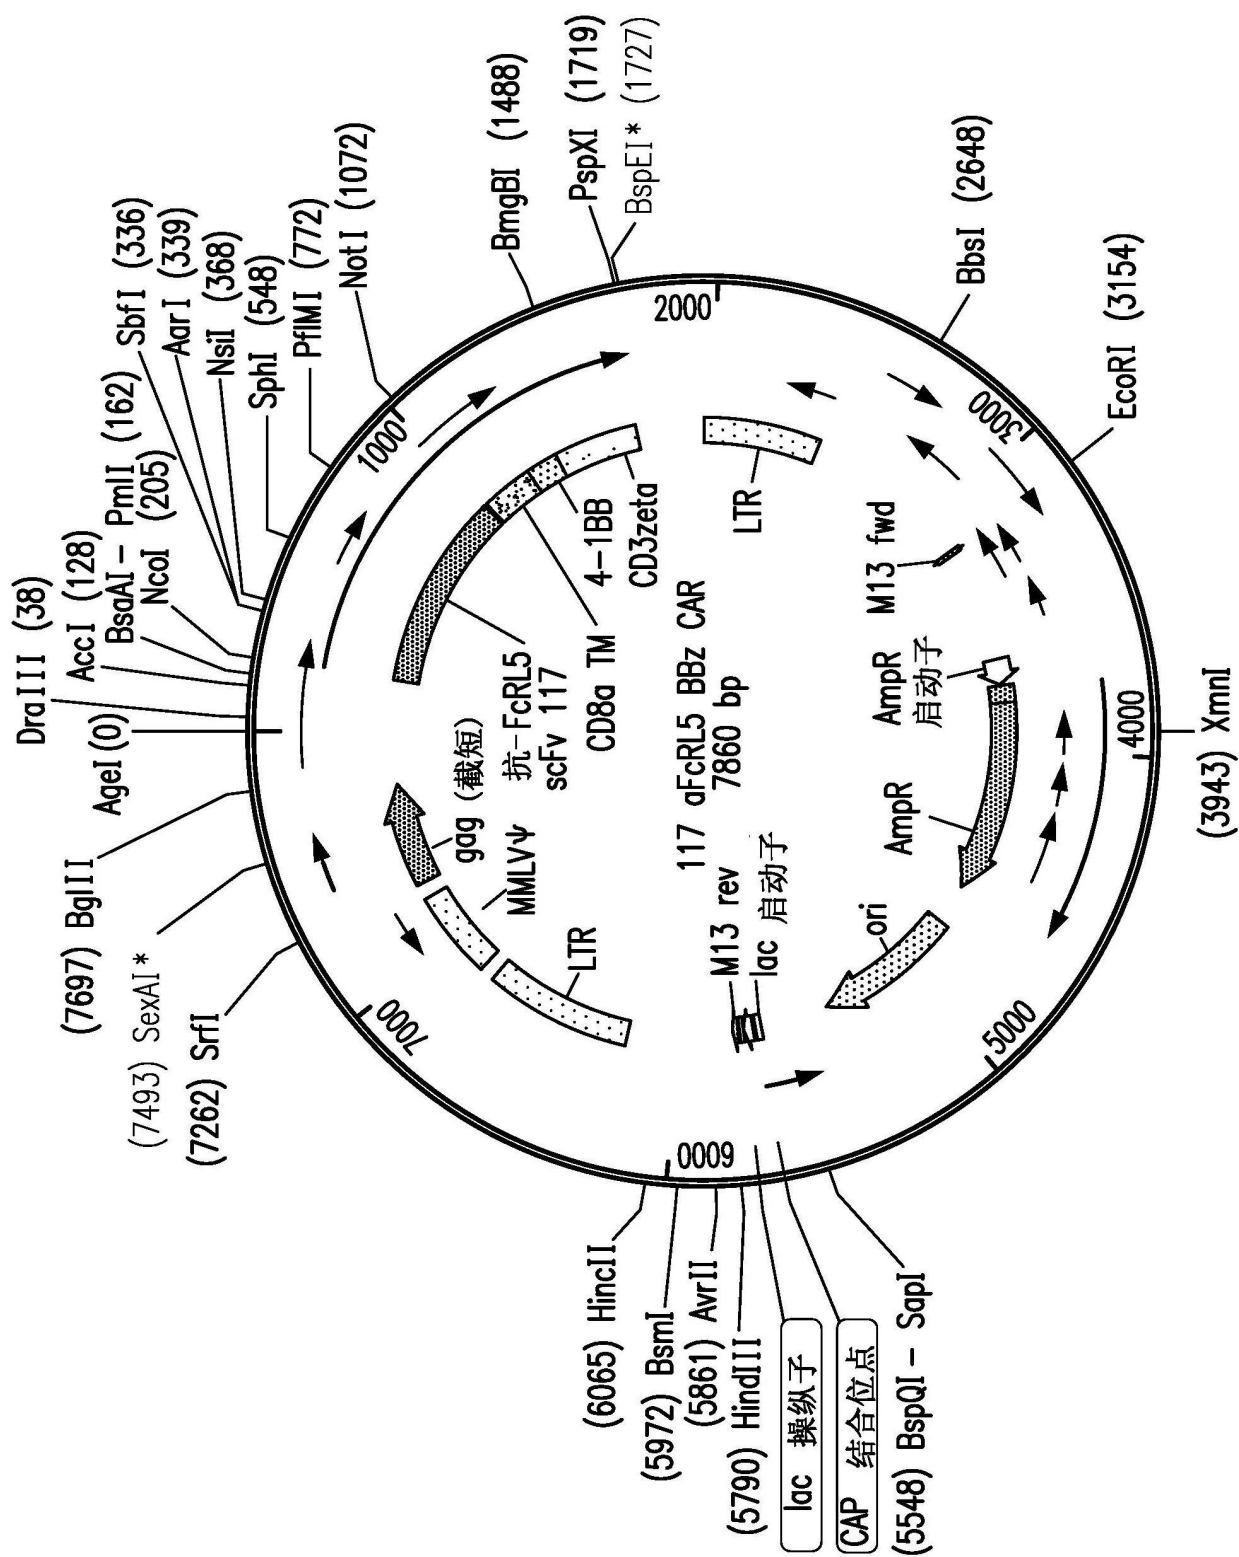 DraIII (38)
AccI (128)
BsaAI - PmlI (162)
NcoI (205)
SbfI (336)
AarI (339)
NsiI (368)
SphI (548)
PflMI (772)
NotI (1072)
BmgBI (1488)
PspXI (1719)
BspEI* (1727)
BbsI (2648)
EcoRI (3154)
(3943) XmnI
(5548) BspQI - SapI
CAP 结合位点
lac 操纵子
(5790) HindIII
(5861) AvrII
(5972) BsmI
(6065) HincII
(7262) SrfI
(7493) SexAI*
(7697) BglII
AgeI(0)
1000
2000
3000
4000
5000
6000
7000
gag (截短)
MMLVΨ
LTR
抗-FcRL5
scFv 117
CD8a TM
4-1BB
CD3zeta
LTR
117 aFcRL5 BBz CAR
7860 bp
M13 fwd
AmpR
启动子
AmpR
ori
M13 rev
lac 启动子